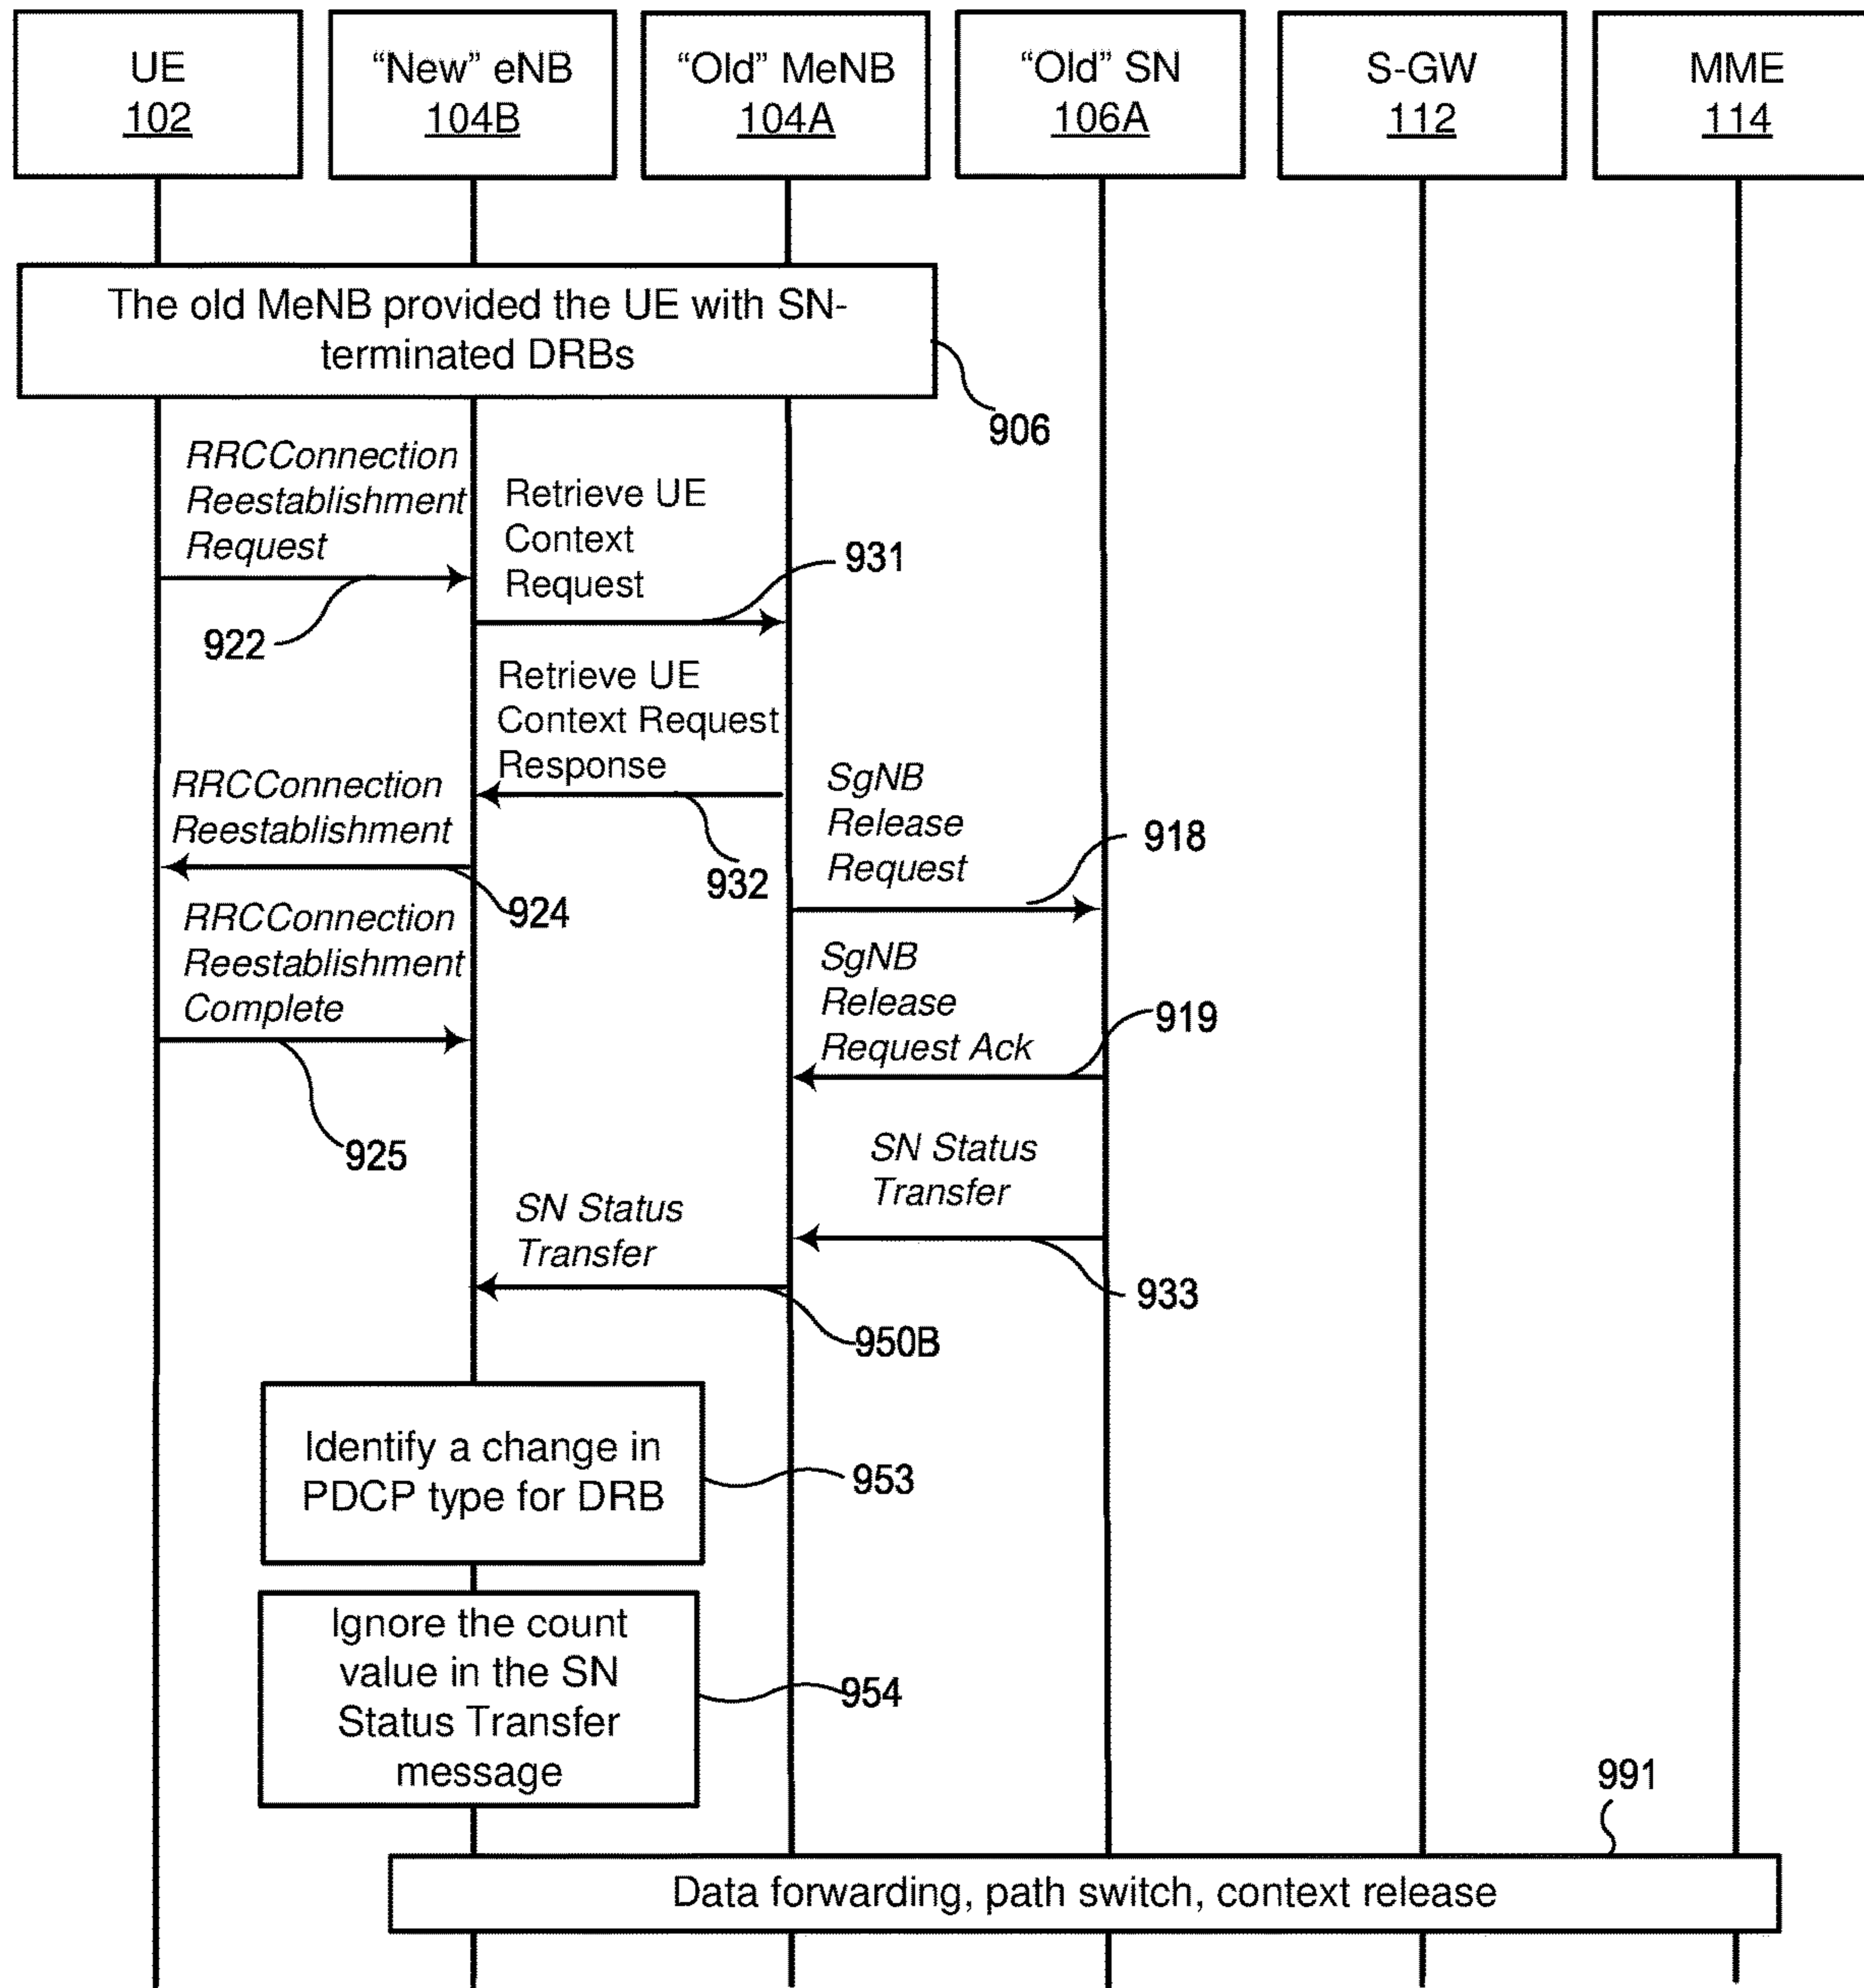 UE
102
“New” eNB
104B
“Old” MeNB
104A
“Old” SN
106A
S-GW
112
MME
114
The old MeNB provided the UE with SN-
terminated DRBs
906
RRCConnection
Reestablishment
Request
922
Retrieve UE
Context
Request
931
Retrieve UE
Context Request
Response
932
RRCConnection
Reestablishment
924
SgNB
Release
Request
918
RRCConnection
Reestablishment
Complete
925
SgNB
Release
Request Ack
919
SN Status
Transfer
933
SN Status
Transfer
950B
Identify a change in
PDCP type for DRB
953
Ignore the count
value in the SN
Status Transfer
message
954
991
Data forwarding, path switch, context release